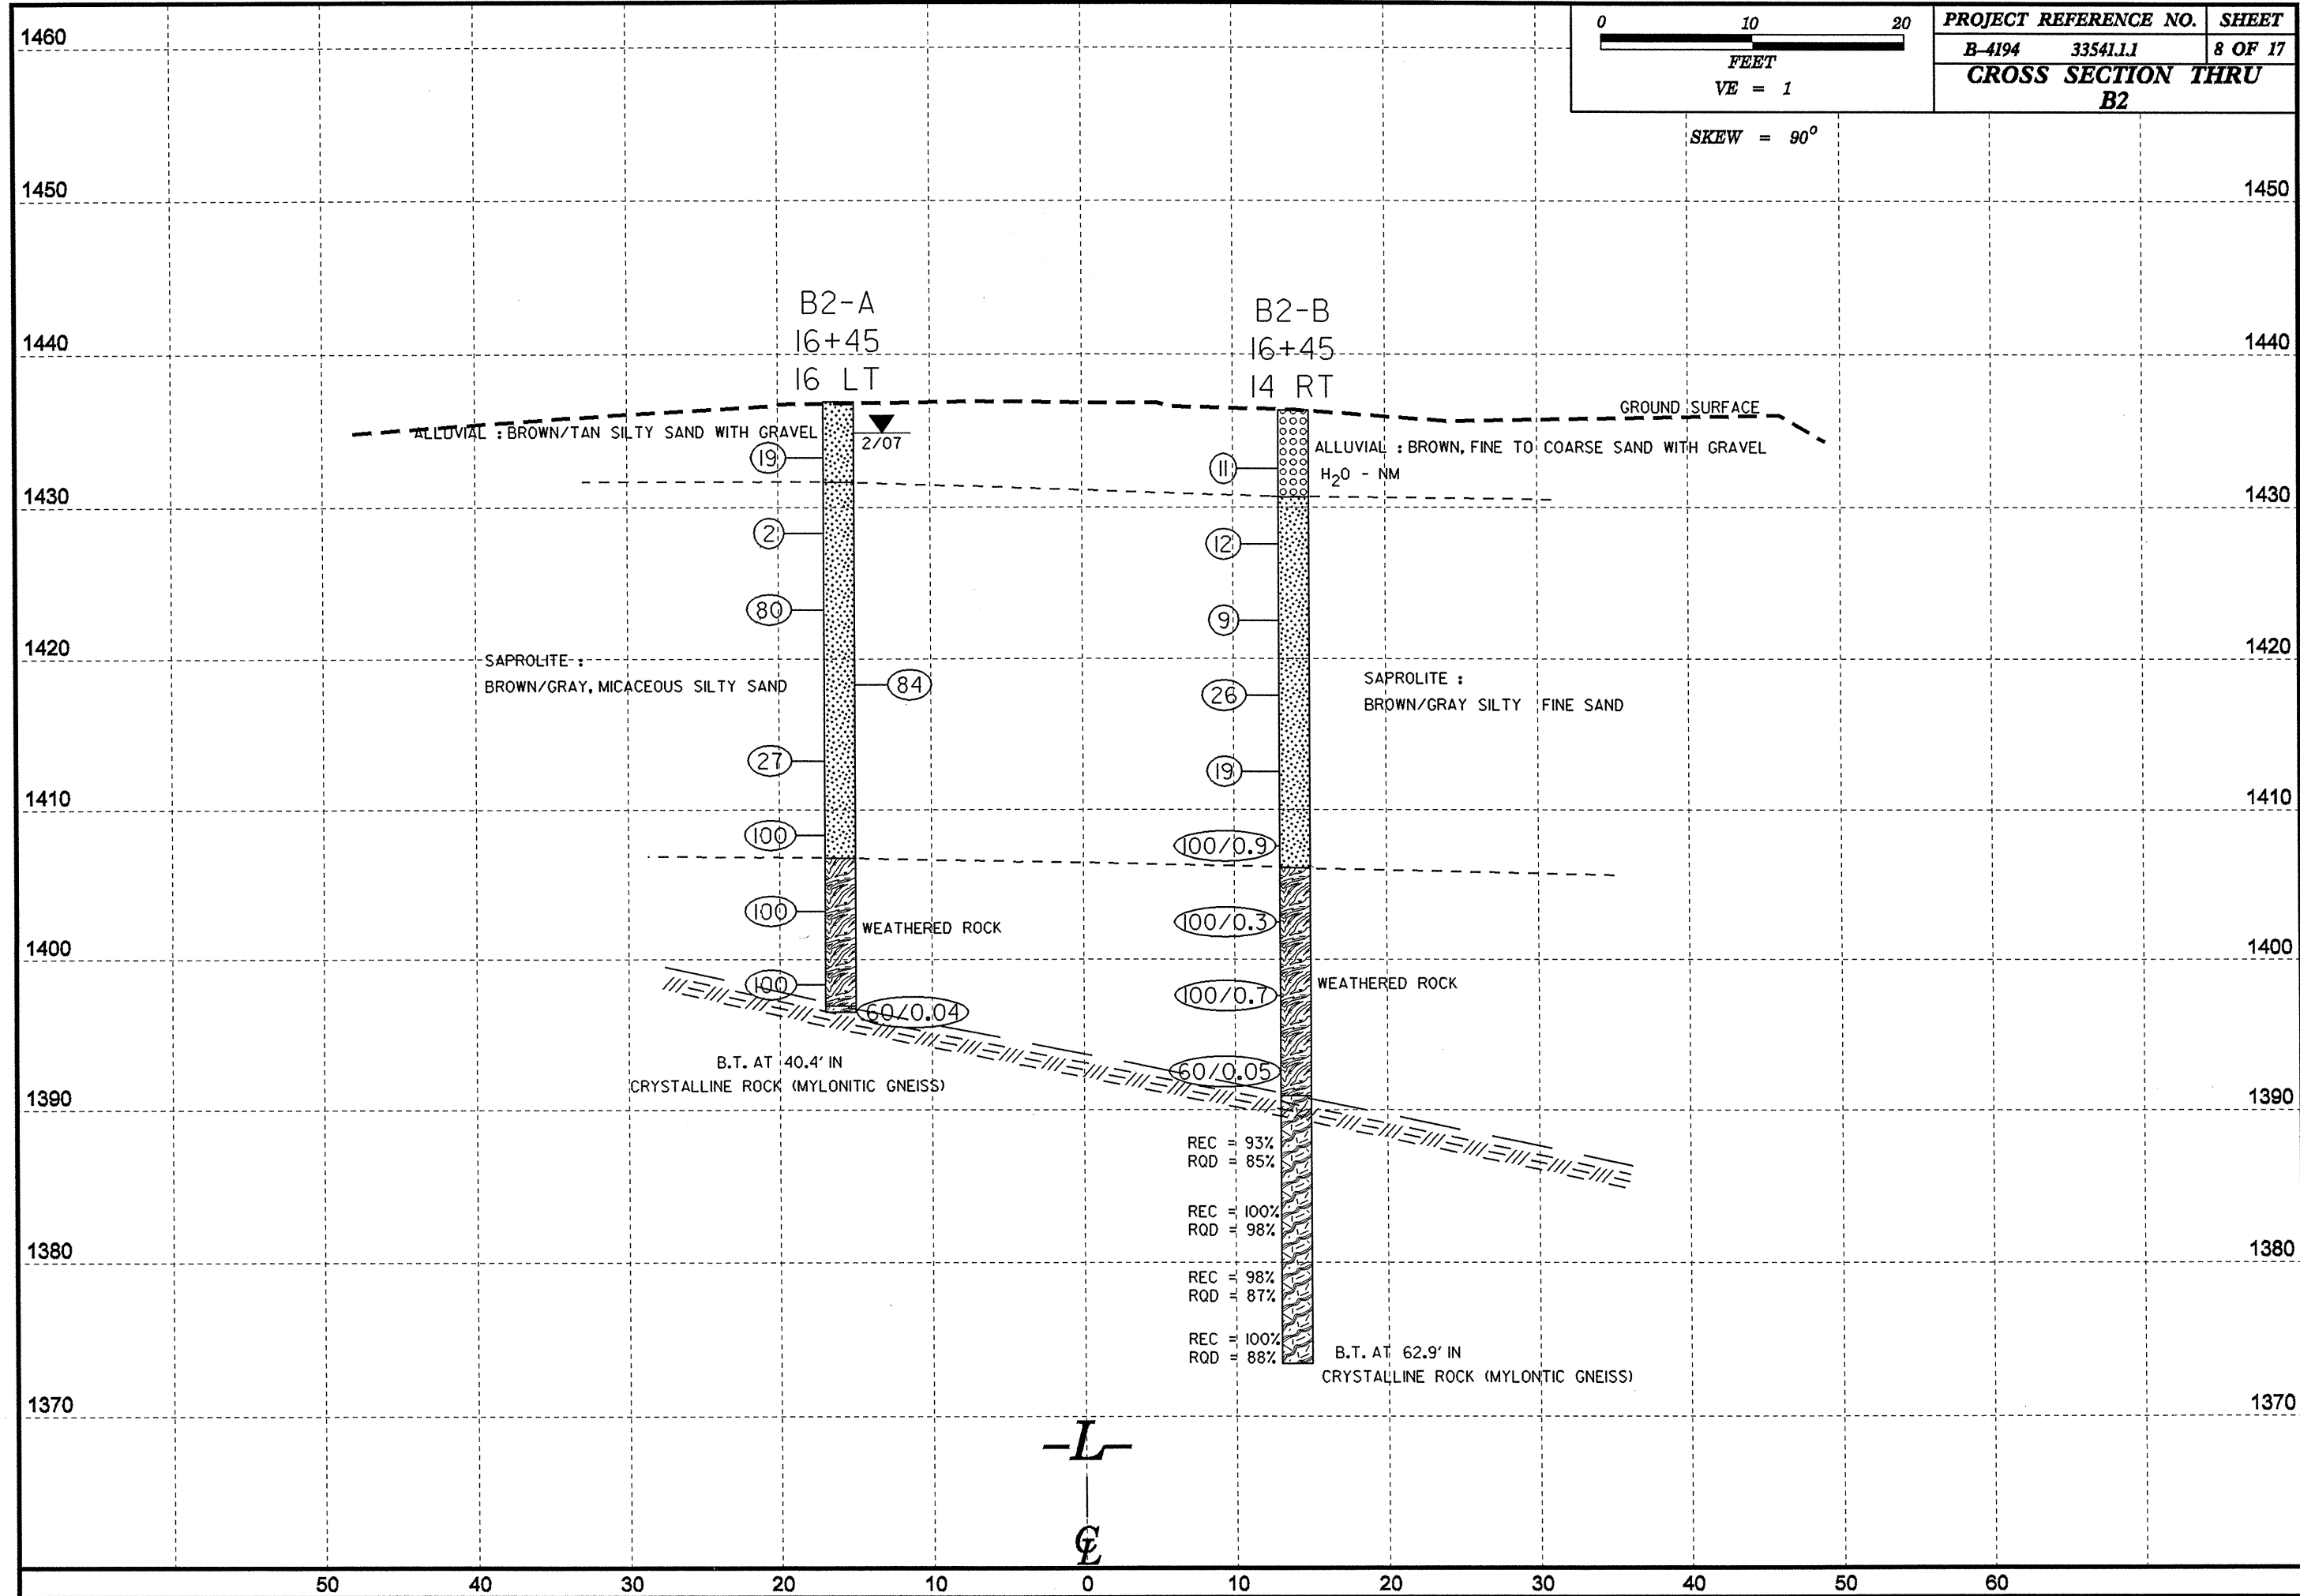 0 10 20
FEET
VE = 1
PROJECT REFERENCE NO. SHEET
B-4194 33541.1.1 8 OF 17
CROSS SECTION THRU
B2
SKEW = 90°
1460
1450 1450
1440 1440
B2-A
16+45
16 LT
B2-B
16+45
14 RT
GROUND SURFACE
ALLUVIAL : BROWN/TAN SILTY SAND WITH GRAVEL
2/07
ALLUVIAL : BROWN, FINE TO COARSE SAND WITH GRAVEL
H2O - NM
19
11
1430 1430
2
12
80
9
1420 1420
SAPROLITE :
BROWN/GRAY, MICACEOUS SILTY SAND
84
26
SAPROLITE :
BROWN/GRAY SILTY FINE SAND
27
19
1410 1410
100
100/0.9
100
100/0.3
WEATHERED ROCK
1400 1400
100
100/0.7
WEATHERED ROCK
60/0.04
B.T. AT 40.4' IN
CRYSTALLINE ROCK (MYLONITIC GNEISS)
60/0.05
1390 1390
REC = 93%
RQD = 85%
REC = 100%
RQD = 98%
1380 1380
REC = 98%
RQD = 87%
REC = 100%
RQD = 88%
B.T. AT 62.9' IN
CRYSTALLINE ROCK (MYLONTIC GNEISS)
1370 1370
-L-
℄
50 40 30 20 10 0 10 20 30 40 50 60